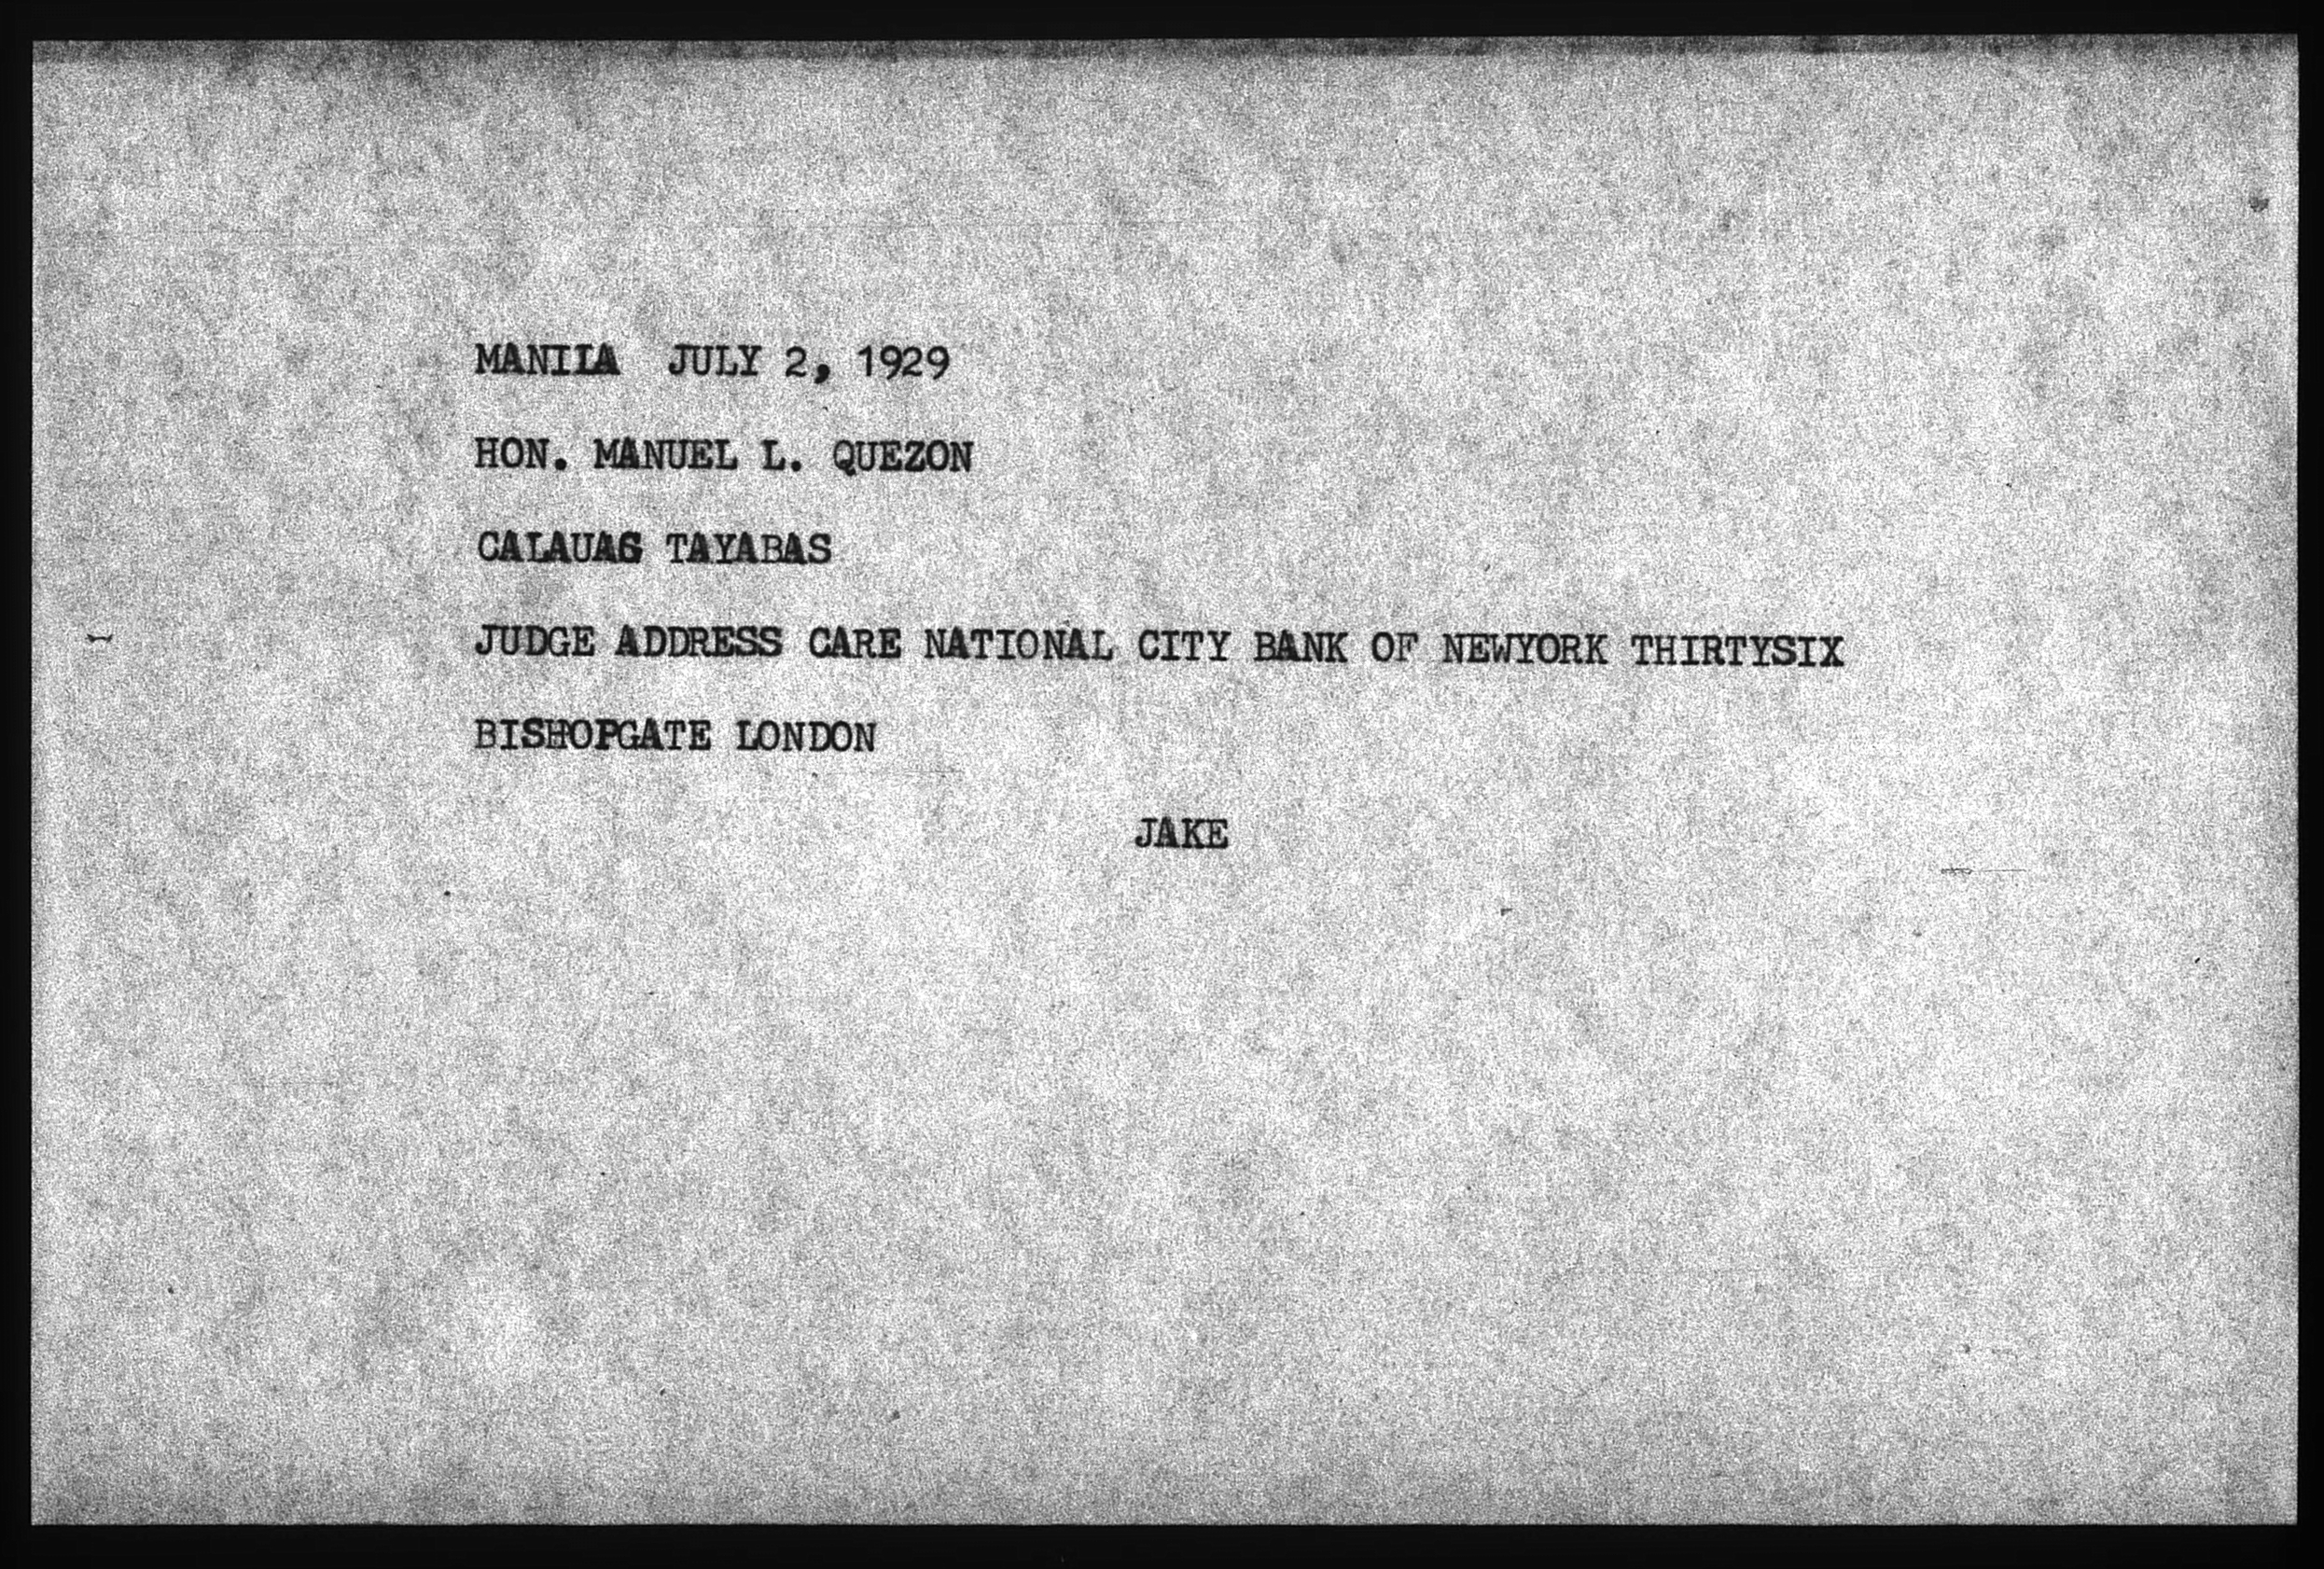 MANILA JULY 2, 1929
HON. MANUEL L. QUEZON
CALAUAG TAYABAS
JUDGE ADDRESS CARE NATIONAL CITY BANK OF NEWYORK THIRTYSIX
BISHOPGATE LONDON
JAKE